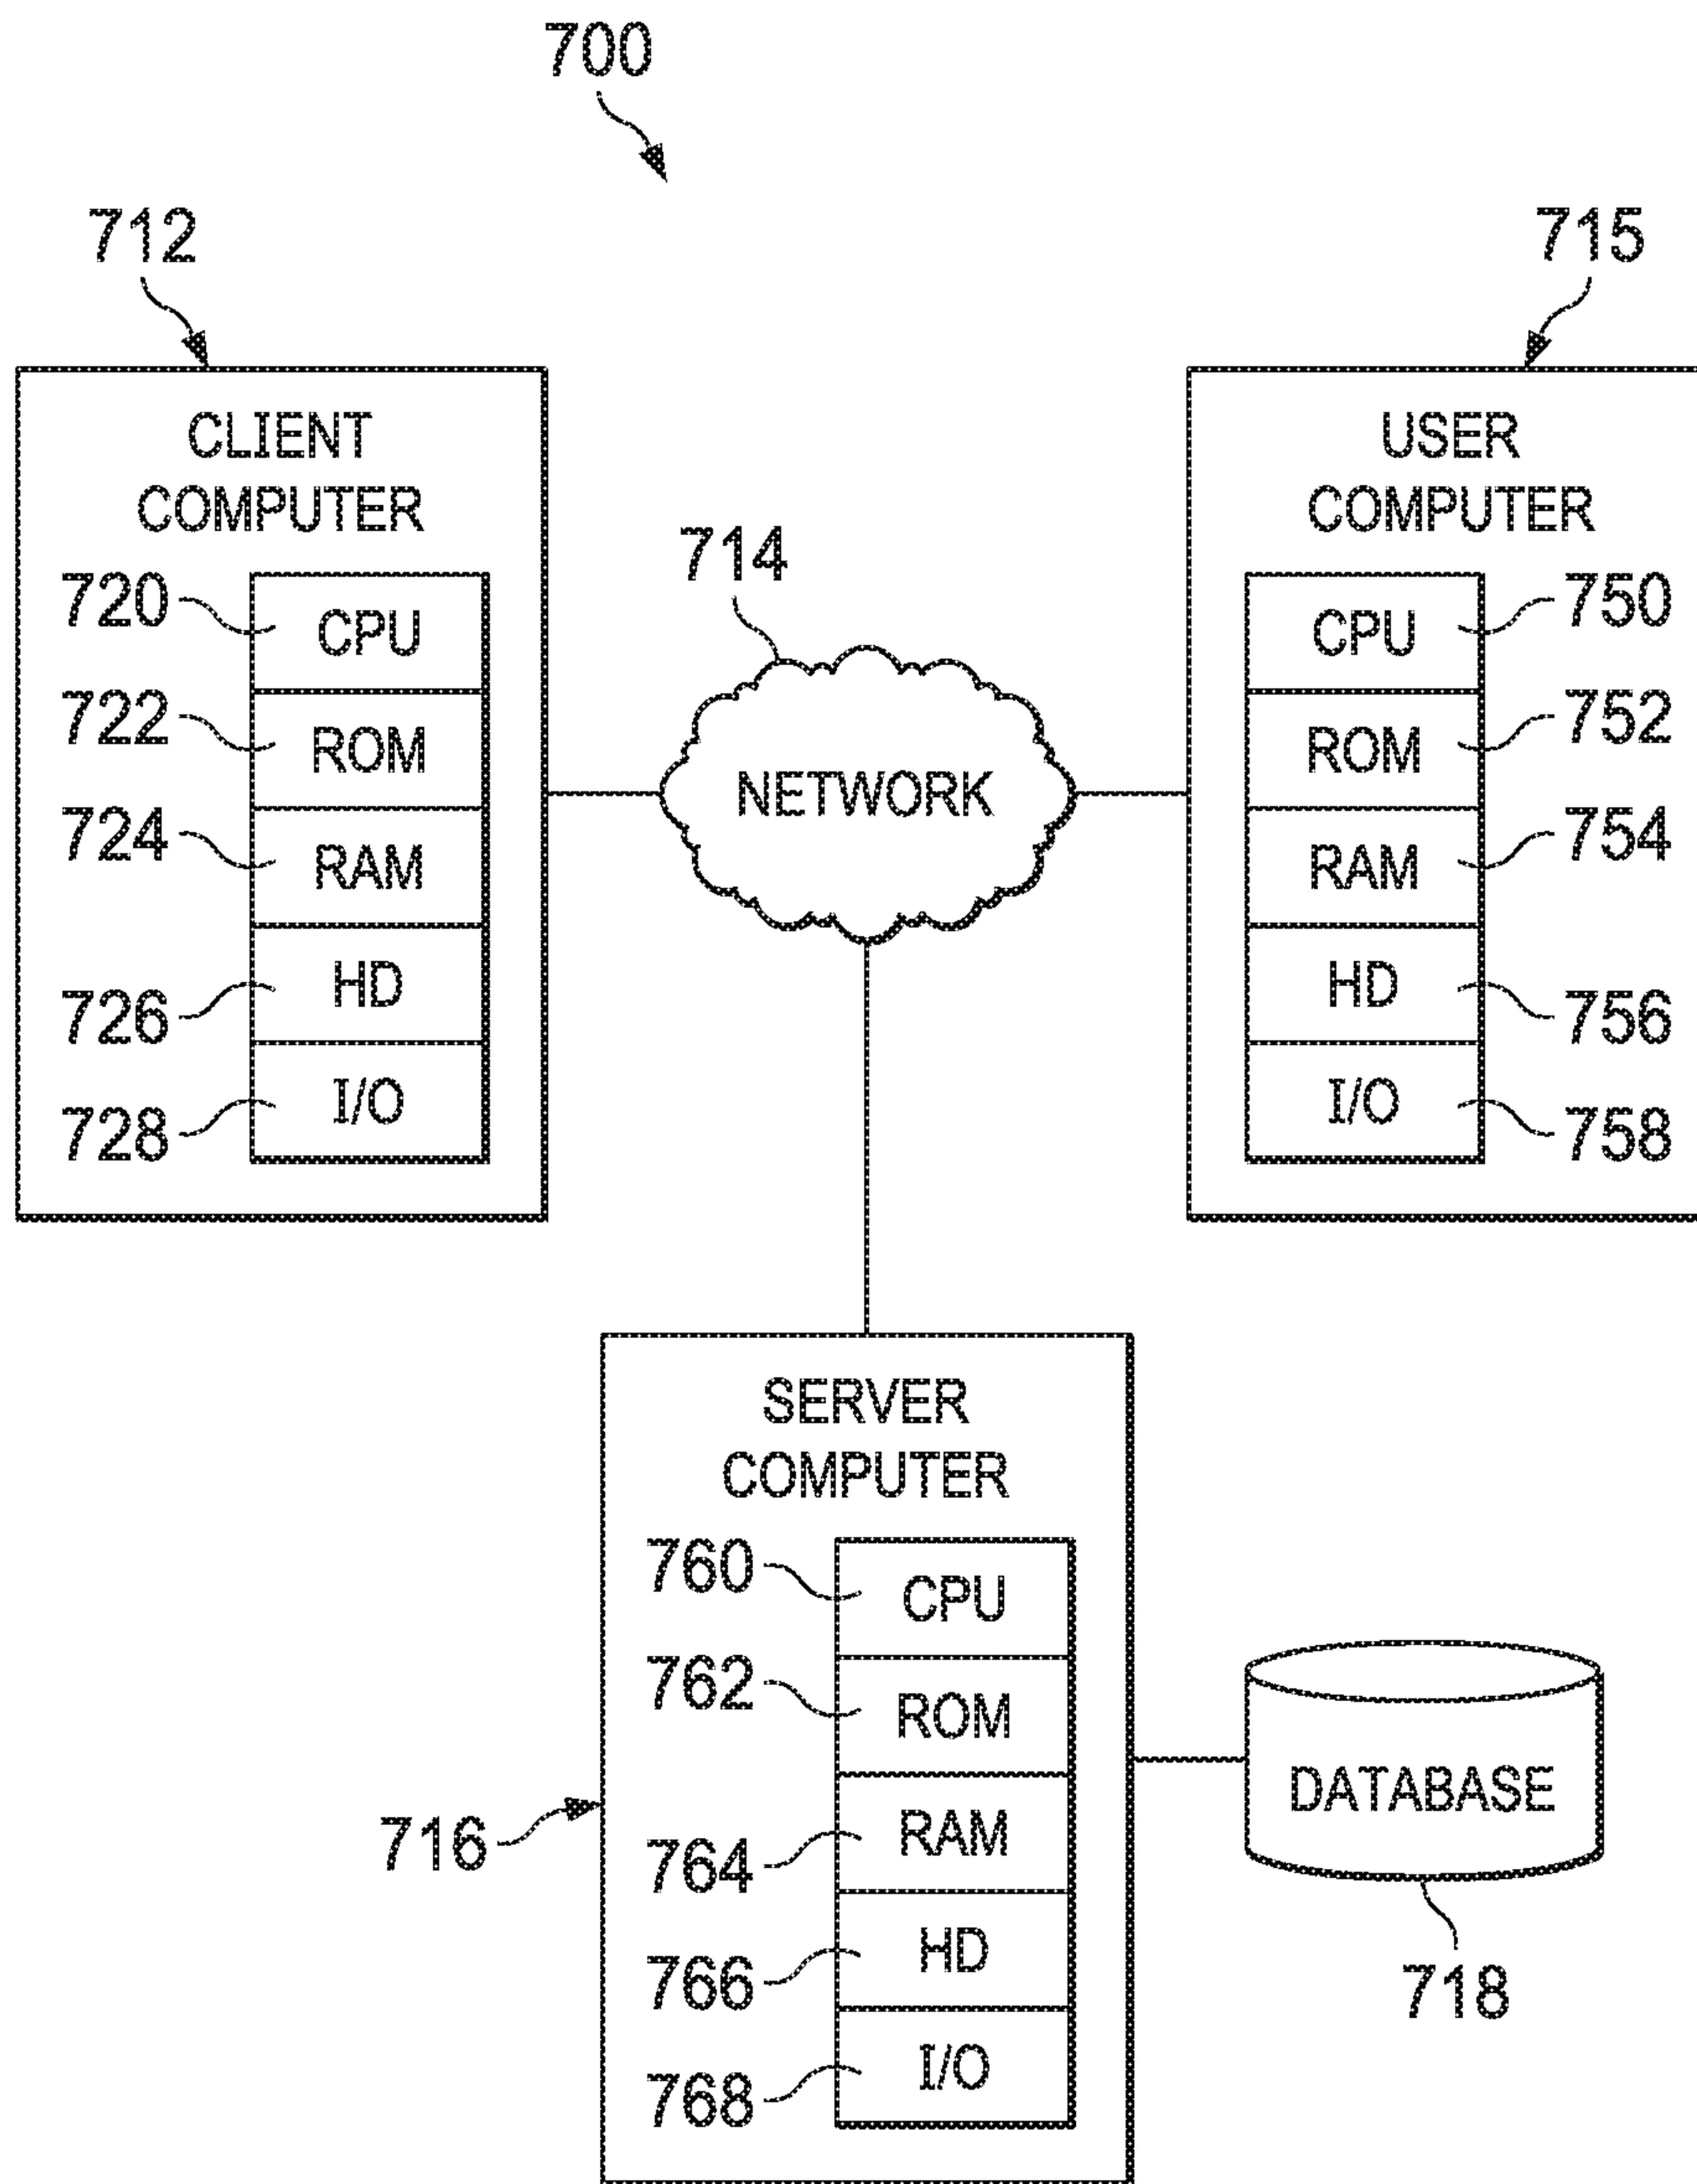 700
712
715
CLIENT
COMPUTER
USER
COMPUTER
714
720
CPU
722
ROM
724
RAM
726
HD
728
I/O
NETWORK
CPU
750
ROM
752
RAM
754
HD
756
I/O
758
SERVER
COMPUTER
760
CPU
762
ROM
764
RAM
766
HD
768
I/O
716
DATABASE
718